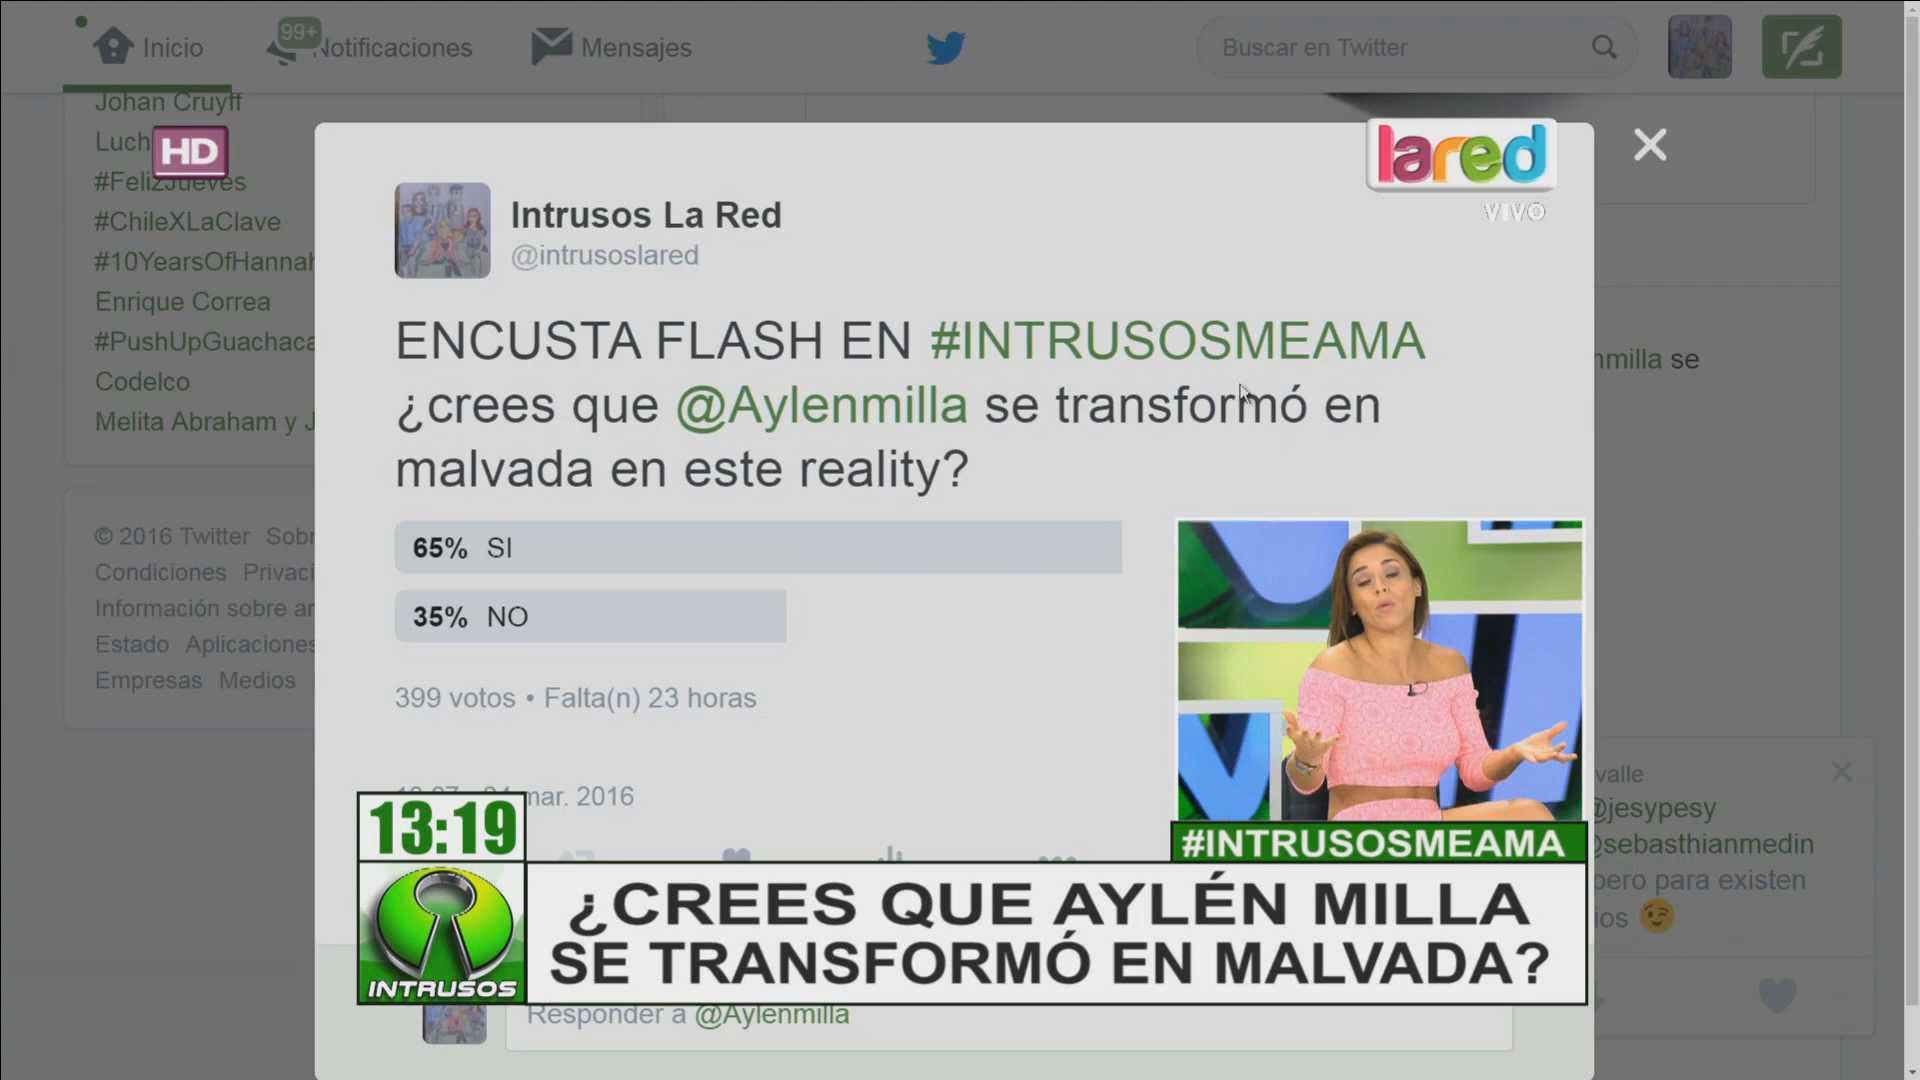 99+
Inicio
Notificaciones
Mensajes
Buscar en Twitter
Johan Cruyff
Luch
HD
#FelizJueves
#ChileXLaClave
#10YearsOfHannah
Enrique Correa
#PushUpGuachaca
Codelco
Melita Abraham y J
© 2016 Twitter Sobr
Condiciones Privaci
Información sobre an
Estado Aplicaciones
Empresas Medios
lared
VIVO
Intrusos La Red
@intrusoslared
ENCUSTA FLASH EN #INTRUSOSMEAMA
¿crees que @Aylenmilla se transformó en
malvada en este reality?
65% SI
35% NO
399 votos • Falta(n) 23 horas
mar. 2016
nmilla se
valle
@jesypesy
@sebasthianmedin
pero para existen
ios
13:19
INTRUSOS
#INTRUSOSMEAMA
¿CREES QUE AYLÉN MILLA
SE TRANSFORMÓ EN MALVADA?
Responder a @Aylenmilla